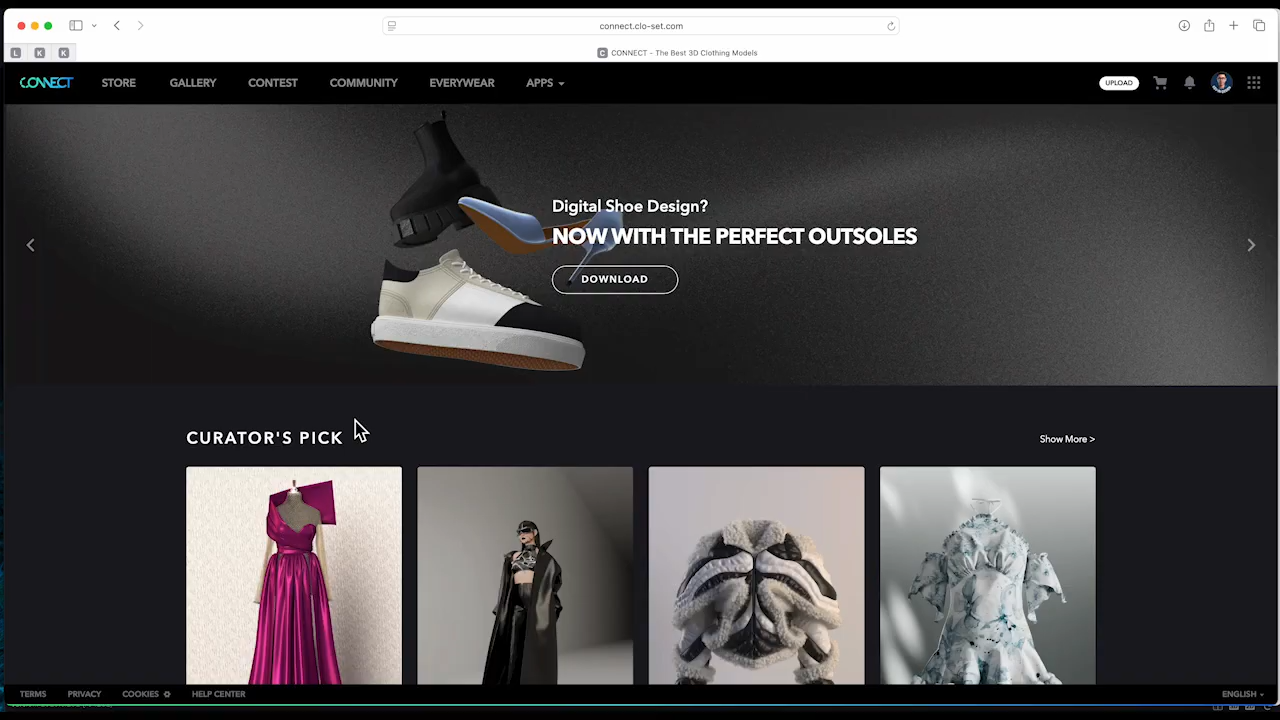 connect.clo-set.com
L
K
K
C
CONNECT - The Best 3D Clothing Models
CONNECT
STORE
GALLERY
CONTEST
COMMUNITY
EVERYWEAR
APPS
UPLOAD
Digital Shoe Design?
NOW WITH THE PERFECT OUTSOLES
DOWNLOAD
CURATOR'S PICK
Show More >
TERMS
PRIVACY
COOKIES
HELP CENTER
ENGLISH